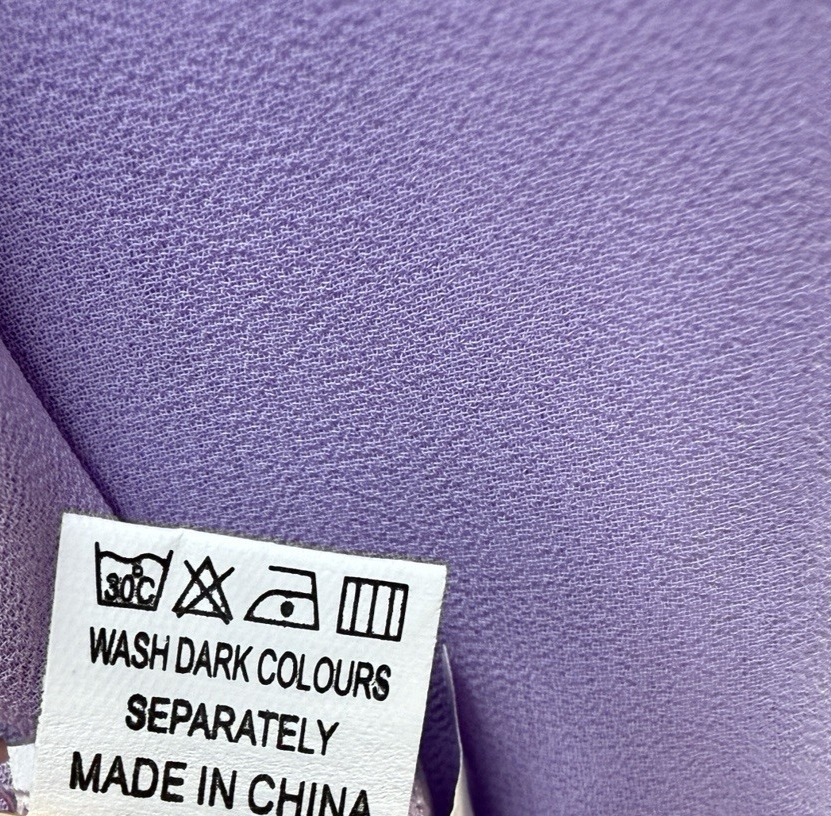 30°C
WASH DARK COLOURS
SEPARATELY
MADE IN CHINA